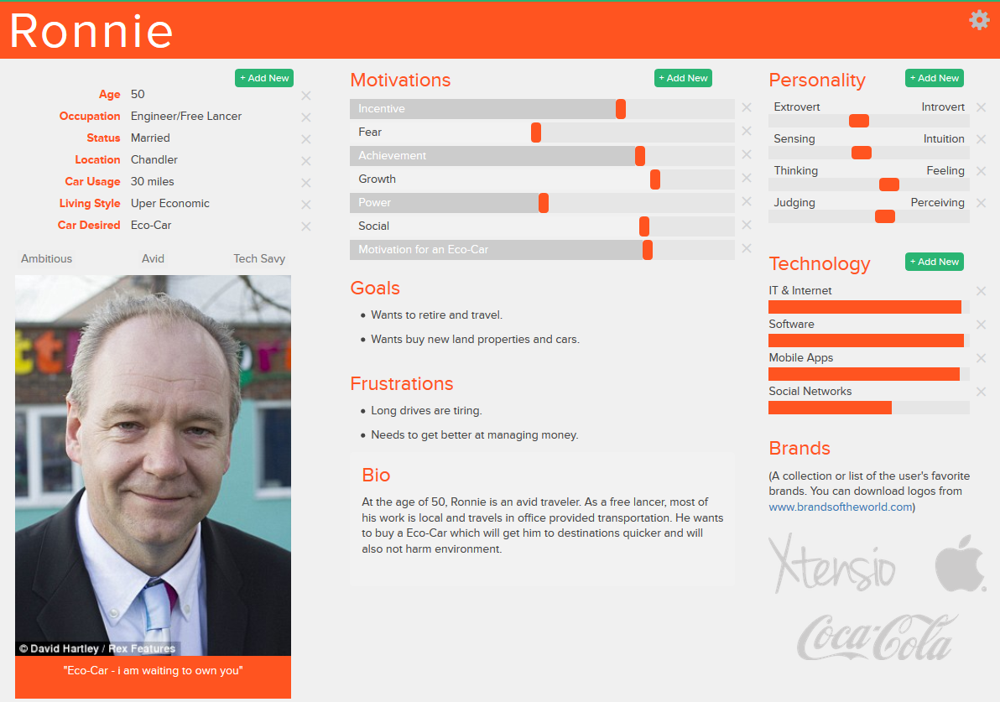 Ronnie
+ Add New
Age 50
Occupation Engineer/Free Lancer
Status Married
Location Chandler
Car Usage 30 miles
Living Style Uper Economic
Car Desired Eco-Car
Ambitious Avid Tech Savy
© David Hartley / Rex Features
"Eco-Car - i am waiting to own you"
Motivations + Add New
Incentive
Fear
Achievement
Growth
Power
Social
Motivation for an Eco-Car
Goals
• Wants to retire and travel.
• Wants buy new land properties and cars.
Frustrations
• Long drives are tiring.
• Needs to get better at managing money.
Bio
At the age of 50, Ronnie is an avid traveler. As a free lancer, most of
his work is local and travels in office provided transportation. He wants
to buy a Eco-Car which will get him to destinations quicker and will
also not harm environment.
Personality + Add New
Extrovert Introvert
Sensing Intuition
Thinking Feeling
Judging Perceiving
Technology + Add New
IT & Internet
Software
Mobile Apps
Social Networks
Brands
(A collection or list of the user's favorite
brands. You can download logos from
www.brandsoftheworld.com)
Xtensio
Coca-Cola